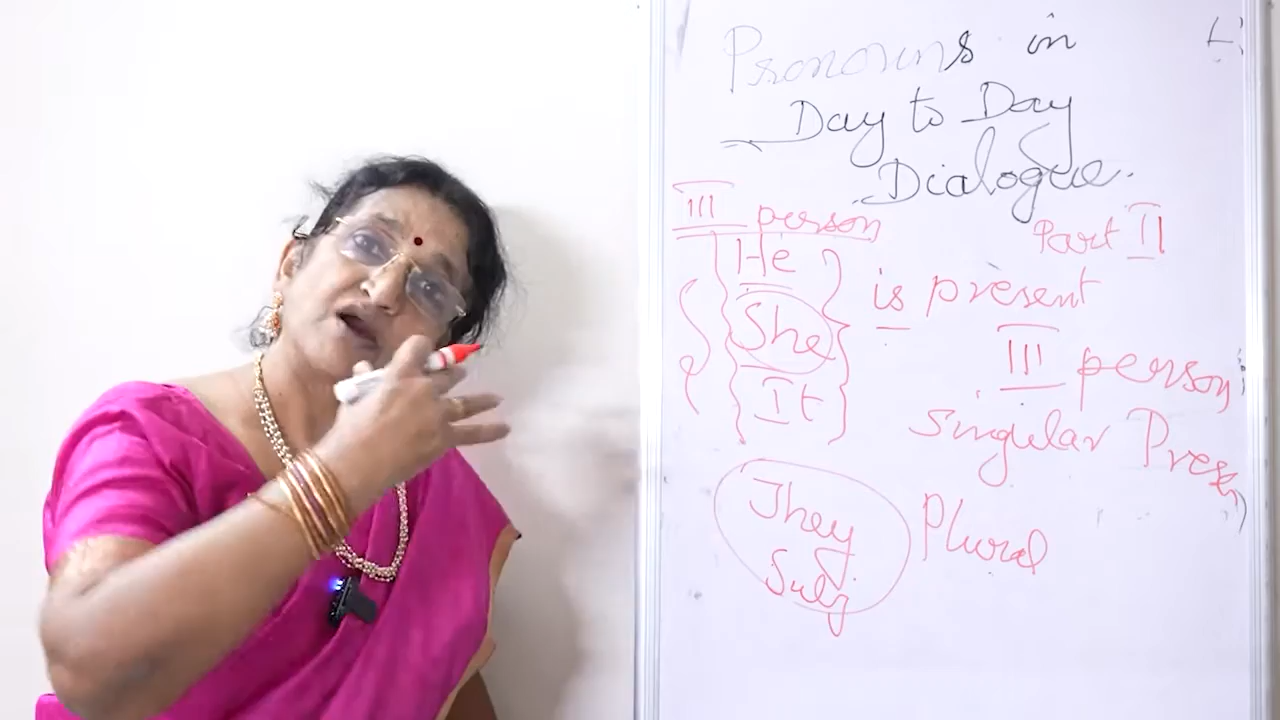 Pronouns in
Day to Day
Dialogue.
Part II
III person
He
She
It
is present
III person
singular Presen
They
Subj
Plural